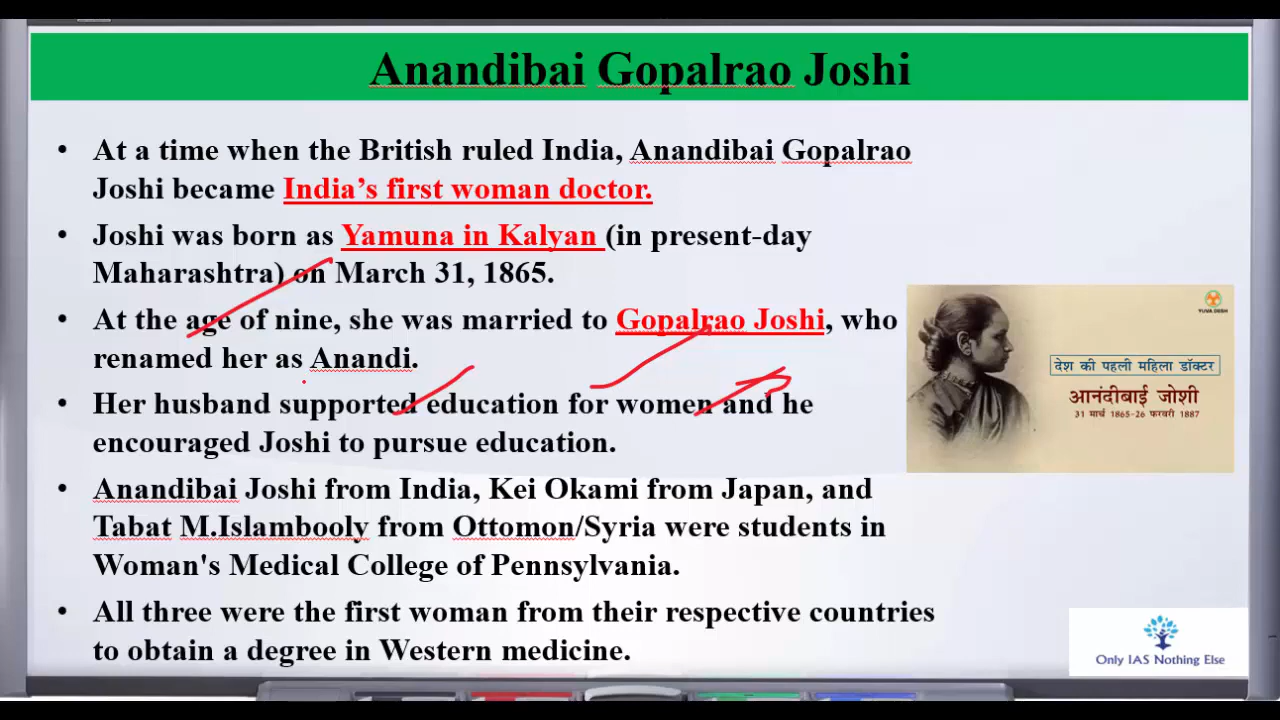 Anandibai Gopalrao Joshi
• At a time when the British ruled India, Anandibai Gopalrao
Joshi became India's first woman doctor.
• Joshi was born as Yamuna in Kalyan (in present-day
Maharashtra) on March 31, 1865.
• At the age of nine, she was married to Gopalrao Joshi, who
renamed her as Anandi.
• Her husband supported education for women and he
encouraged Joshi to pursue education.
• Anandibai Joshi from India, Kei Okami from Japan, and
Tabat M.Islambooly from Ottomon/Syria were students in
Woman's Medical College of Pennsylvania.
• All three were the first woman from their respective countries
to obtain a degree in Western medicine.
YUVA DESH
देश की पहली महिला डॉक्टर
आनंदीबाई जोशी
31 मार्च 1865-26 फरवरी 1887
Only IAS Nothing Else